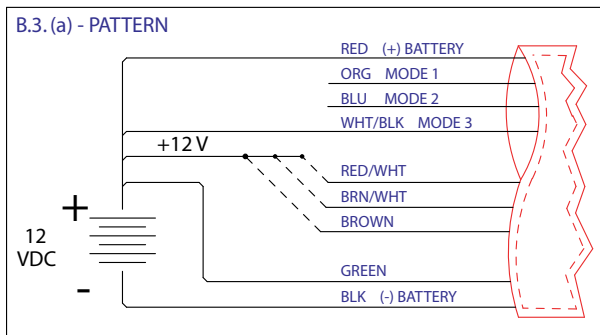 B.3. (a) - PATTERN
RED (+) BATTERY
ORG MODE 1
BLU MODE 2
WHT/BLK MODE 3
+12 V
RED/WHT
BRN/WHT
BROWN
+
12
VDC
-
GREEN
BLK (-) BATTERY